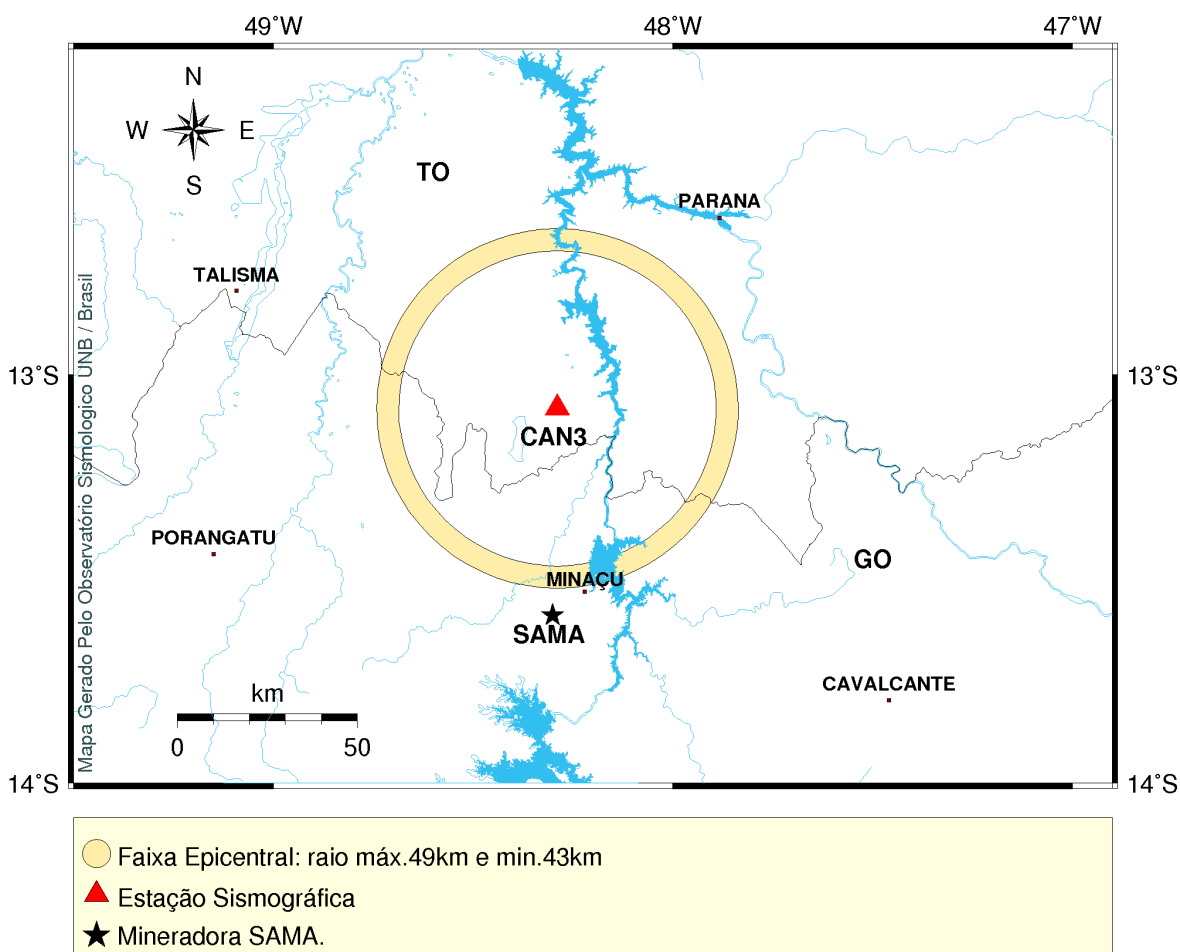 49°W 48°W 47°W
N
W E
S
TO
PARANA
TALISMA
13°S 13°S
CAN3
PORANGATU
GO
MINAÇU
SAMA
CAVALCANTE
km
0 50
14°S 14°S
Mapa Gerado Pelo Observatório Sismologico UNB / Brasil
Faixa Epicentral: raio máx.49km e min.43km
Estação Sismográfica
Mineradora SAMA.